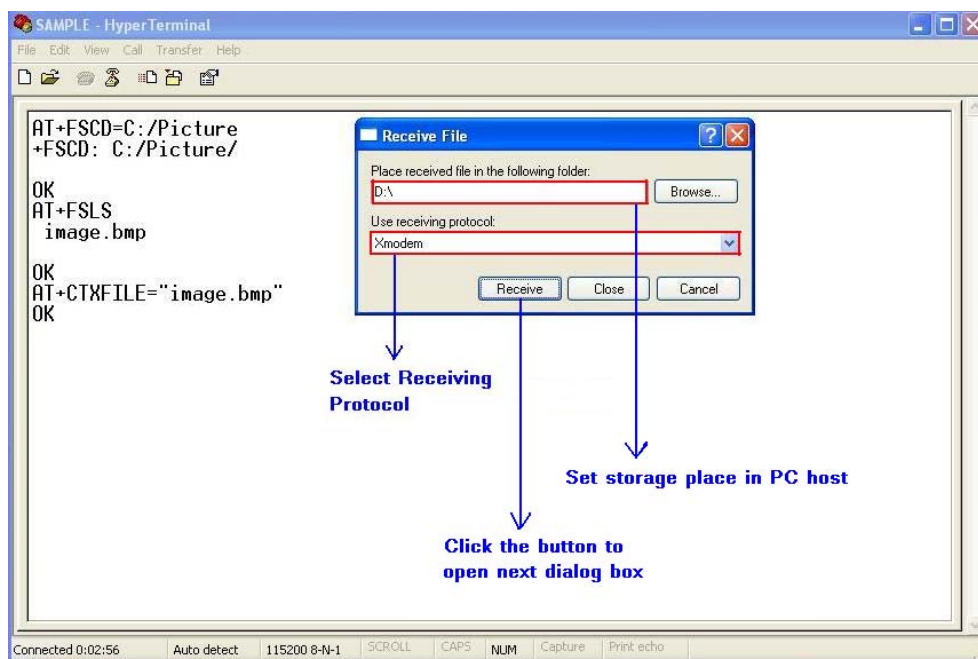 SAMPLE - HyperTerminal
File Edit View Call Transfer Help
AT+FSCD=C:/Picture
+FSCD: C:/Picture/
OK
AT+FSLS
image.bmp
OK
AT+CTXFILE="image.bmp"
OK
Receive File
Place received file in the following folder:
D:\
Browse...
Use receiving protocol:
Xmodem
Receive Close Cancel
Select Receiving
Protocol
Set storage place in PC host
Click the button to
open next dialog box
Connected 0:02:56 Auto detect 115200 8-N-1 SCROLL CAPS NUM Capture Print echo